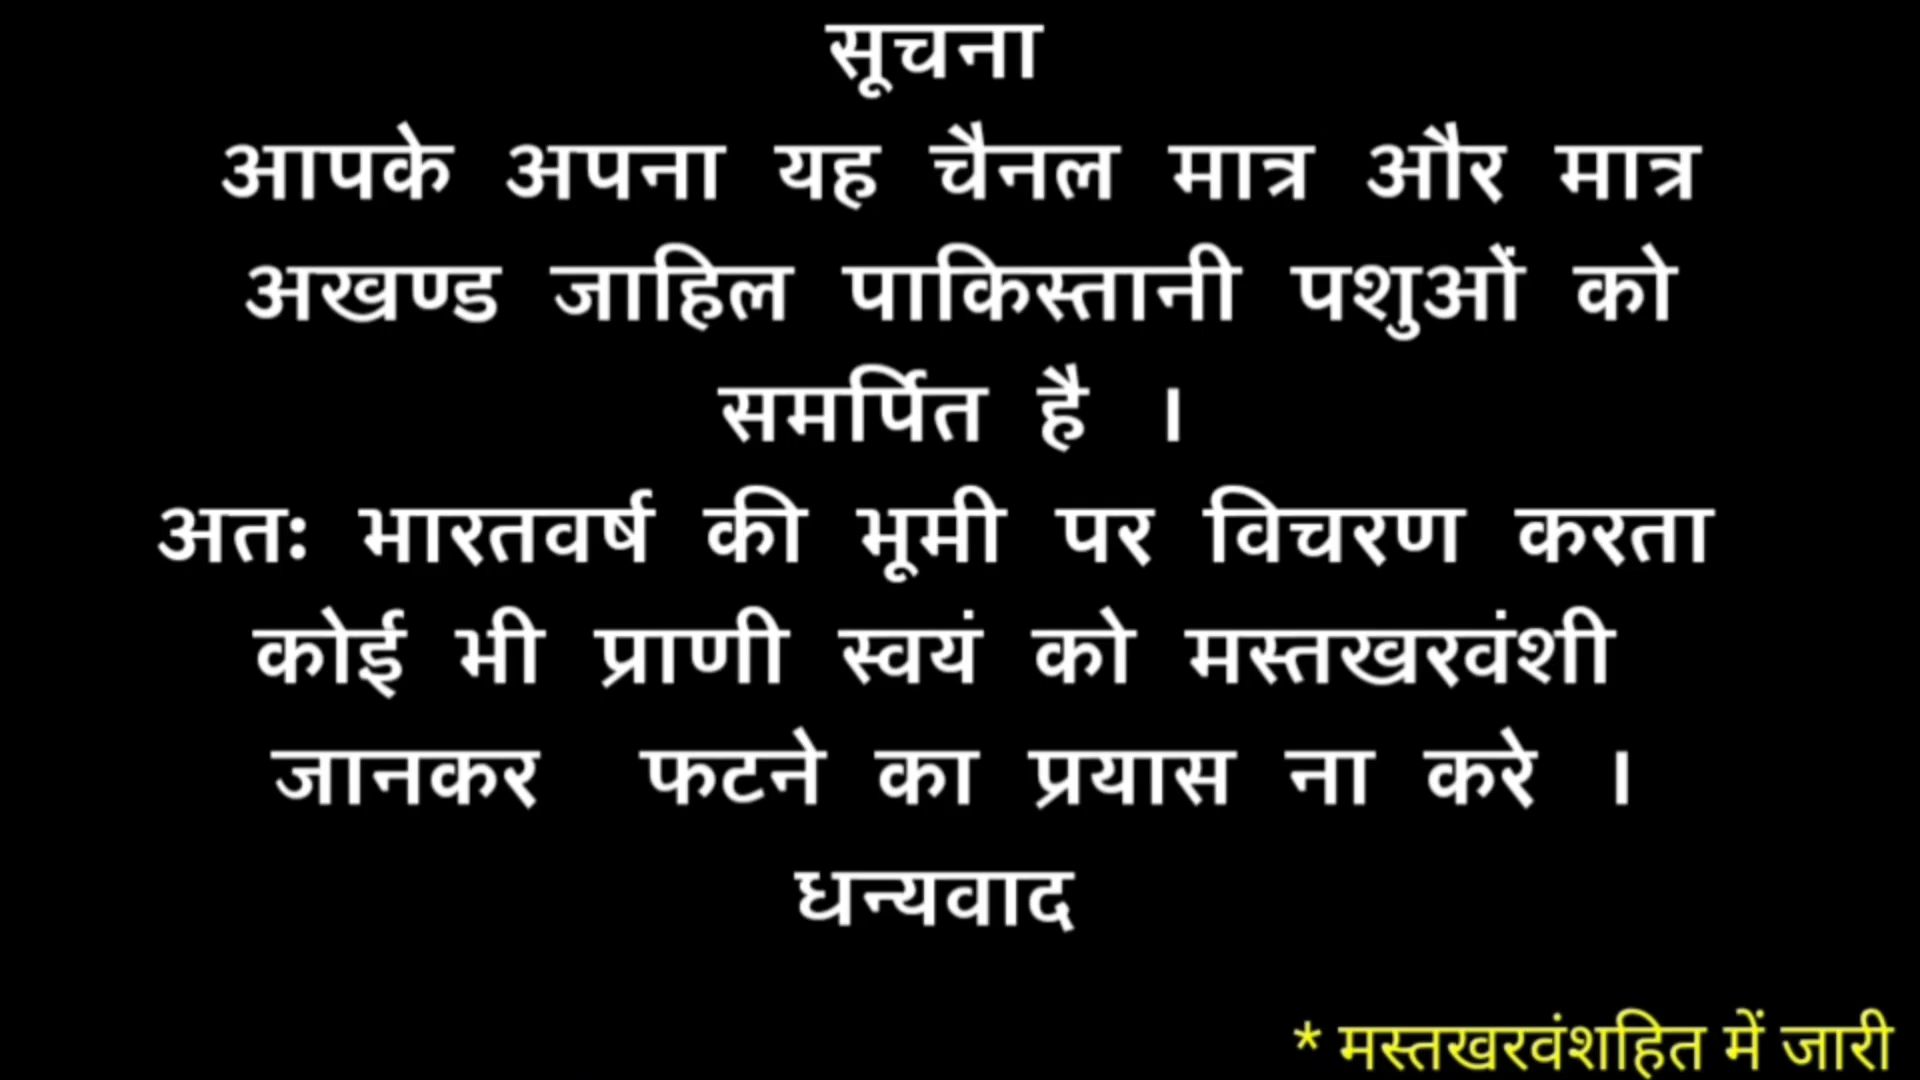 सूचना
आपके अपना यह चैनल मात्र और मात्र
अखण्ड जाहिल पाकिस्तानी पशुओं को
समर्पित है ।
अतः भारतवर्ष की भूमी पर विचरण करता
कोई भी प्राणी स्वयं को मस्तखरवंशी
जानकर फटने का प्रयास ना करे ।
धन्यवाद
* मस्तखरवंशहित में जारी